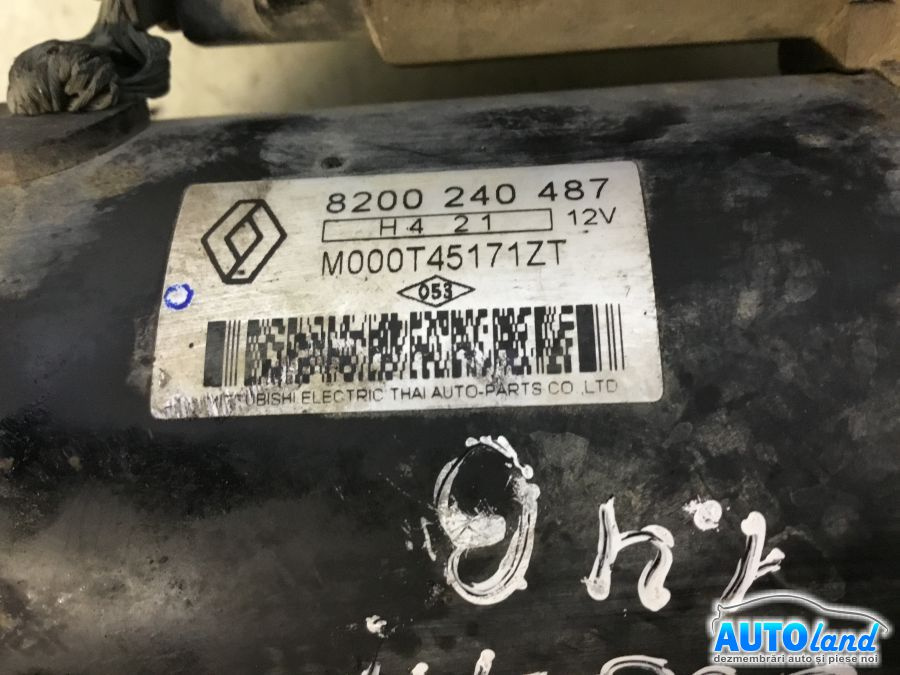 8200 240 487
H4 21 12V
M000T45171ZT
053
MITSUBISHI ELECTRIC THAI AUTO-PARTS CO.,LTD
AUTOland
dezmembrări auto și piese noi